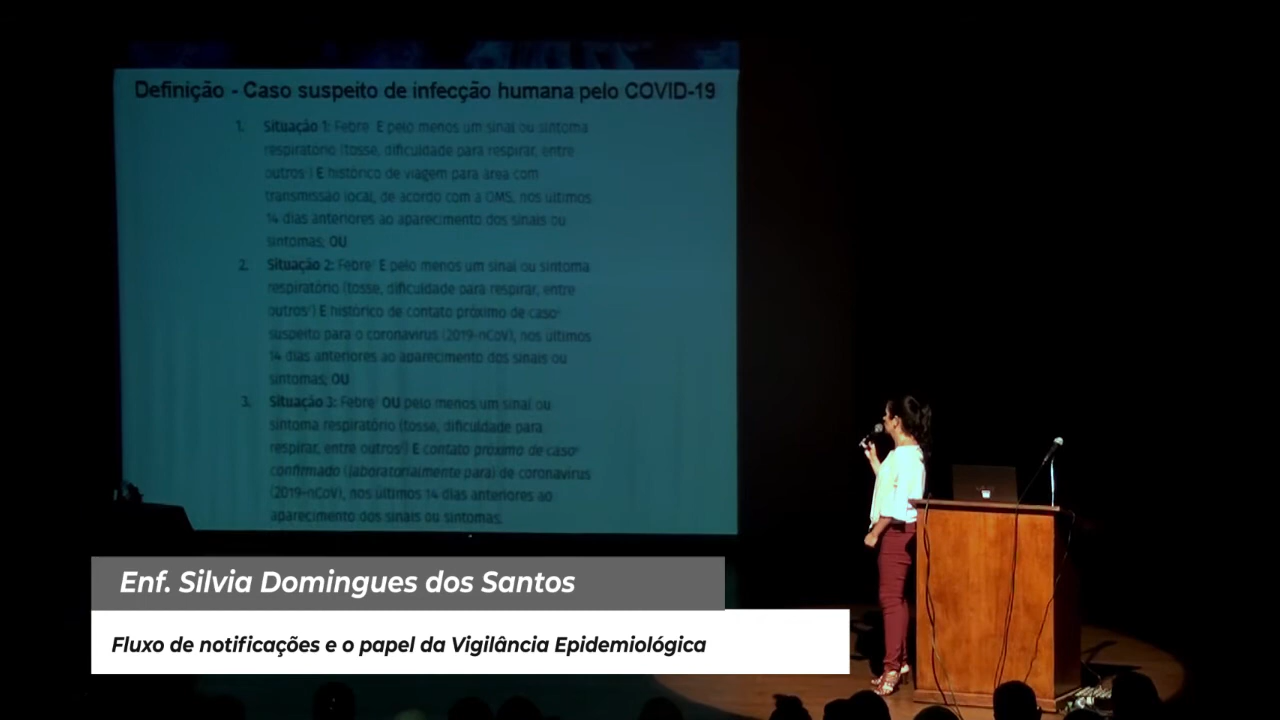 Definição - Caso suspeito de infecção humana pelo COVID-19
1. Situação 1: Febre E pelo menos um sinal ou sintoma
respiratório (tosse, dificuldade para respirar, entre
outros ) E histórico de viagem para área com
transmissão local, de acordo com a OMS, nos últimos
14 dias anteriores ao aparecimento dos sinais ou
sintomas; OU
2. Situação 2: Febre E pelo menos um sinal ou sintoma
respiratório (tosse, dificuldade para respirar, entre
outros ) E histórico de contato próximo de caso
suspeito para o coronavírus (2019-nCoV), nos últimos
14 dias anteriores ao aparecimento dos sinais ou
sintomas; OU
3. Situação 3: Febre OU pelo menos um sinal ou
sintoma respiratório (tosse, dificuldade para
respirar, entre outros ) E contato próximo de caso
confirmado (laboratorialmente para) de coronavírus
(2019-nCoV), nos últimos 14 dias anteriores ao
aparecimento dos sinais ou sintomas;
Enf. Silvia Domingues dos Santos
Fluxo de notificações e o papel da Vigilância Epidemiológica